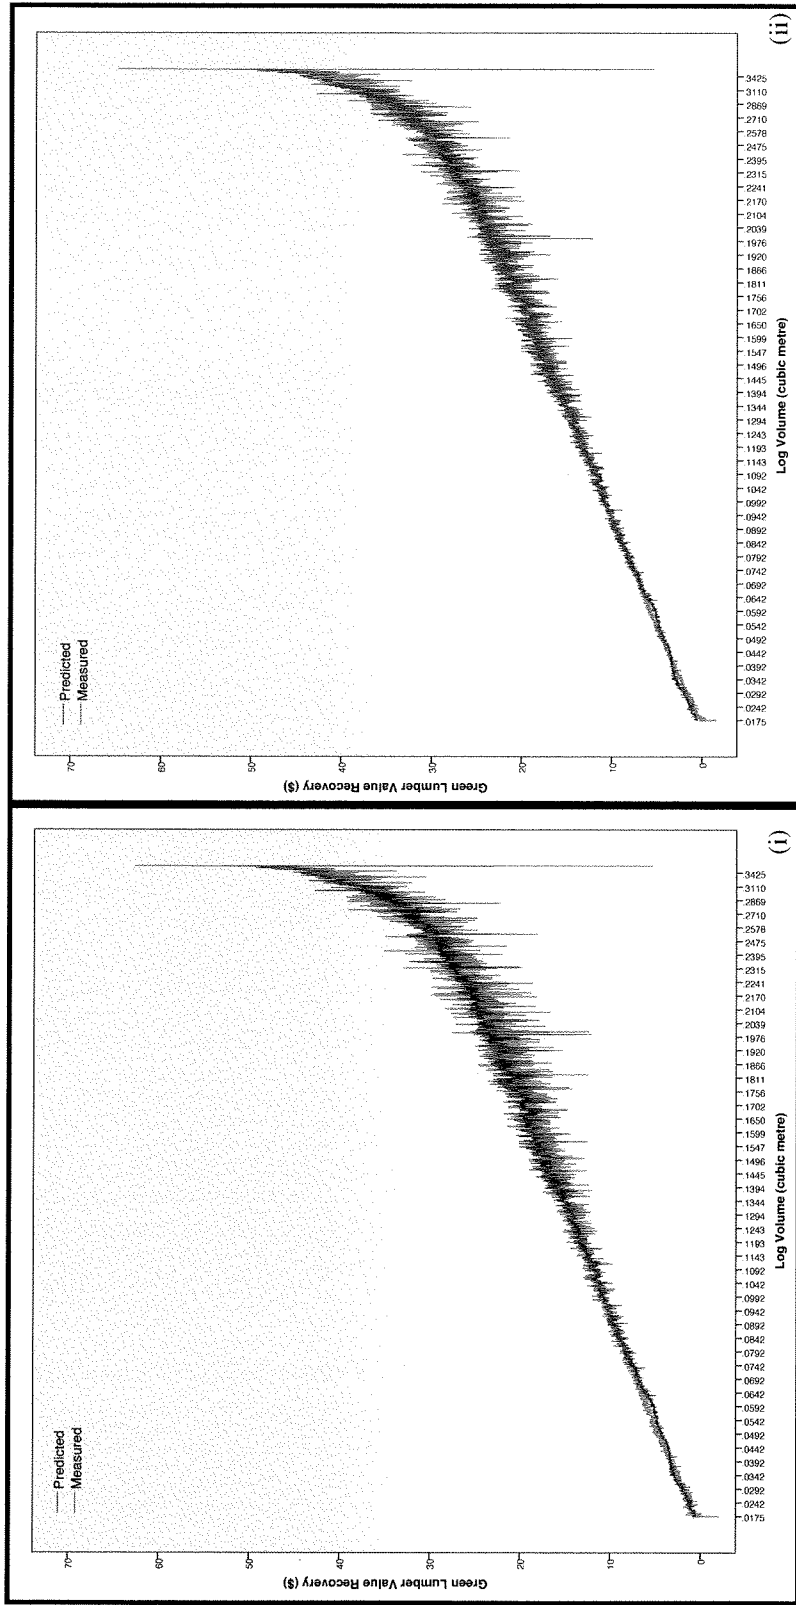 Predicted
Measured
Green Lumber Value Recovery ($)
70
60
50
40
30
20
10
0
.0175 .0242 .0292 .0342 .0392 .0442 .0492 .0542 .0592 .0642 .0692 .0742 .0792 .0842 .0892 .0942 .0992 .1042 .1092 .1143 .1193 .1243 .1294 .1344 .1394 .1445 .1496 .1547 .1599 .1650 .1702 .1756 .1811 .1866 .1920 .1976 .2039 .2104 .2170 .2241 .2315 .2395 .2475 .2578 .2710 .2869 .3110 .3425
Log Volume (cubic metre)
(i)
Predicted
Measured
Green Lumber Value Recovery ($)
70
60
50
40
30
20
10
0
.0175 .0242 .0292 .0342 .0392 .0442 .0492 .0542 .0592 .0642 .0692 .0742 .0792 .0842 .0892 .0942 .0992 .1042 .1092 .1143 .1193 .1243 .1294 .1344 .1394 .1445 .1496 .1547 .1599 .1650 .1702 .1756 .1811 .1866 .1920 .1976 .2039 .2104 .2170 .2241 .2315 .2395 .2475 .2578 .2710 .2869 .3110 .3425
Log Volume (cubic metre)
(ii)